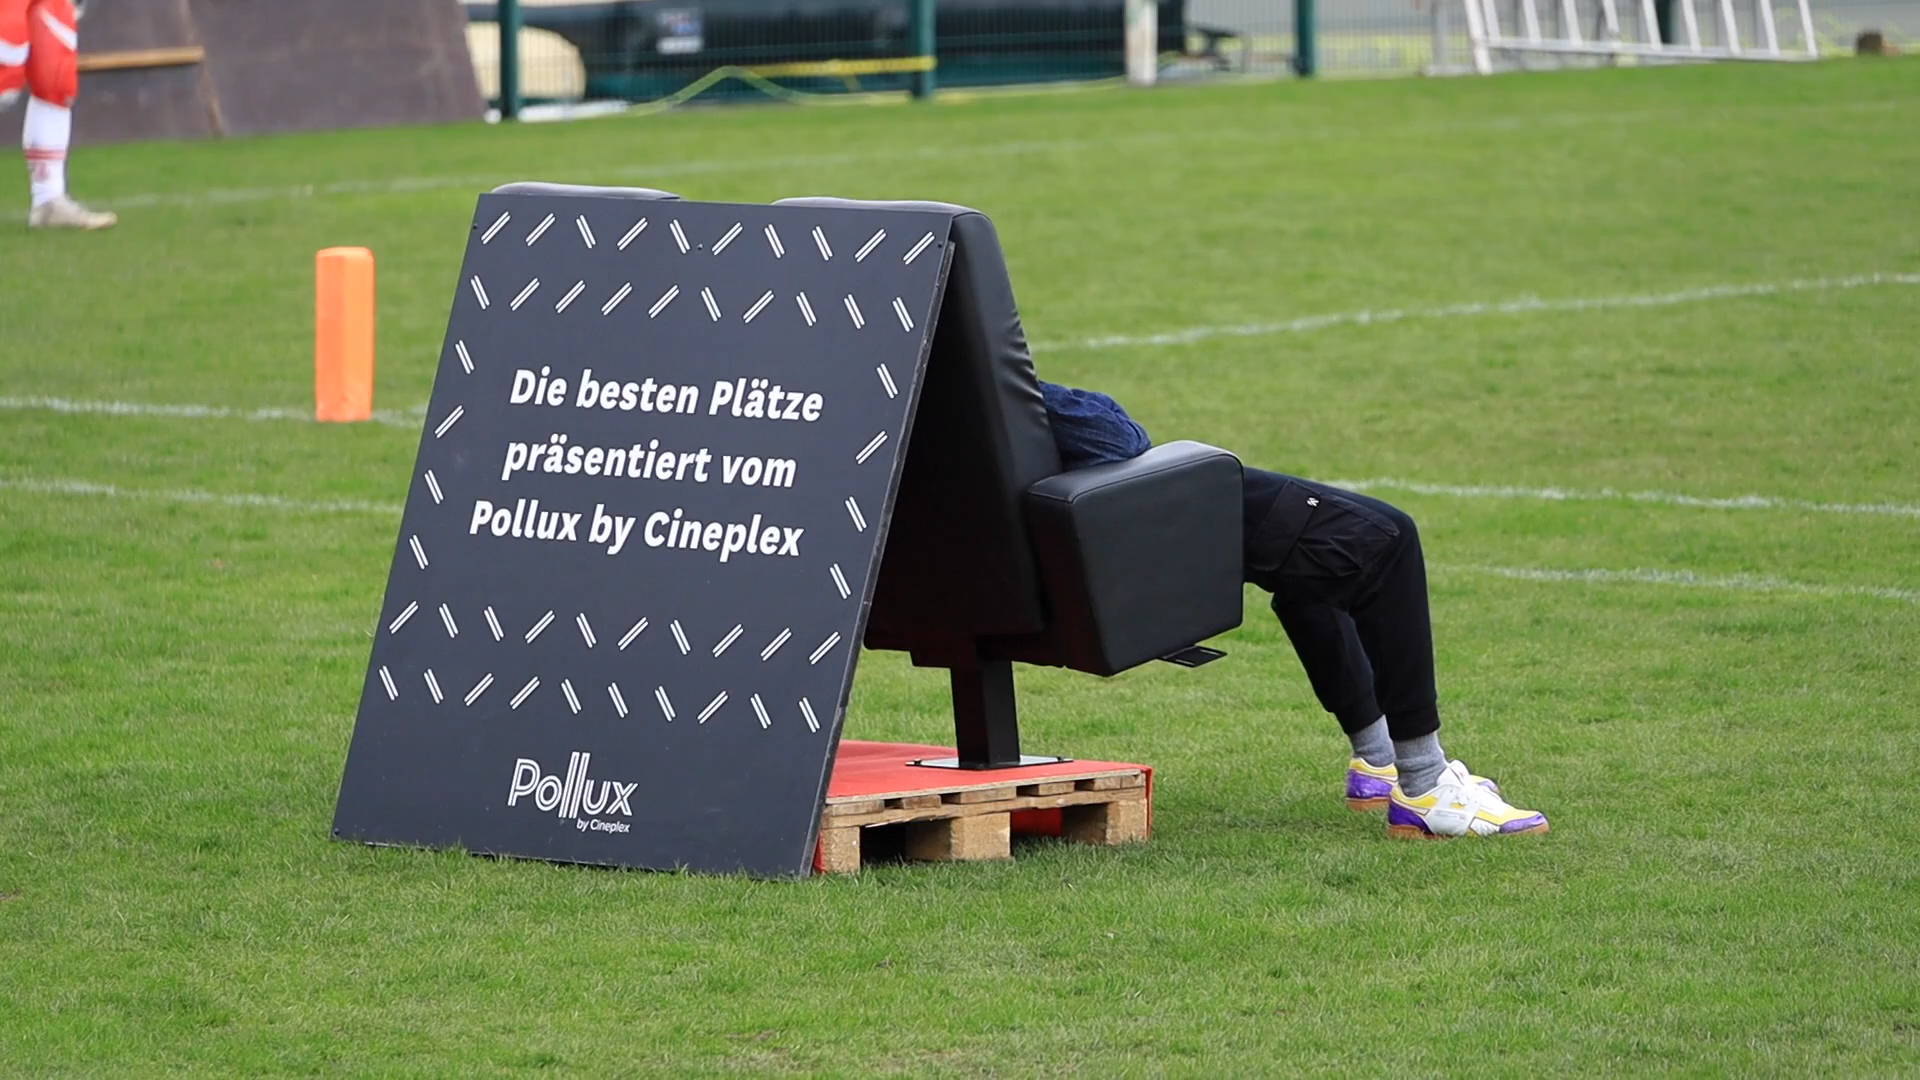 Die besten Plätze
präsentiert vom
Pollux by Cineplex
Pollux
by Cineplex